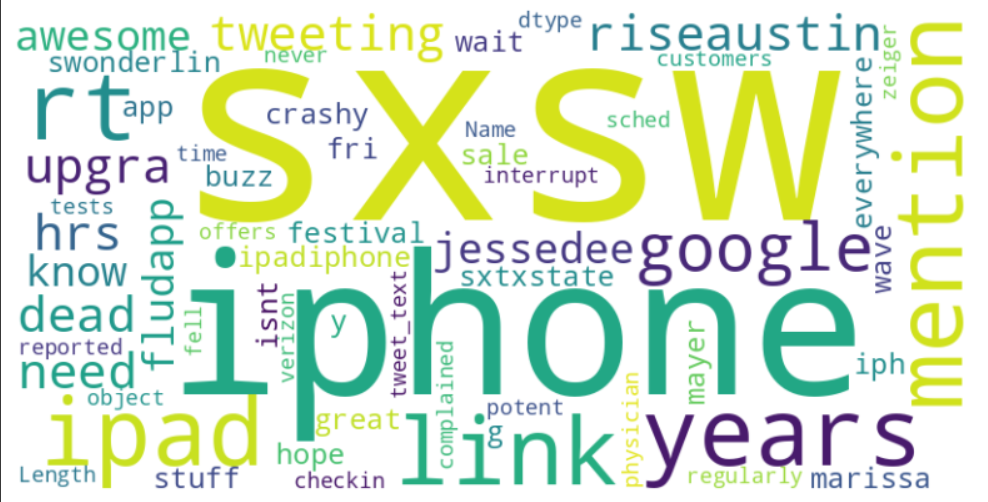 awesome
tweeting
wait
dtype
riseaustin
mention
swonderlin
never
customers
zeiger
rt
app
sxsw
crashy
Name
sched
everywhere
fri
sale
upgra
time
buzz
interrupt
tests
hrs
offers
festival
jessedee
google
wave
know
fludapp
ipadiphone
sxtxstate
dead
fell
iphone
isnt
verizon
y
tweet_text
mayer
reported
need
object
iph
ipad
great
complained
link
potent
g
physician
years
hope
Length
stuff
checkin
regularly
marissa